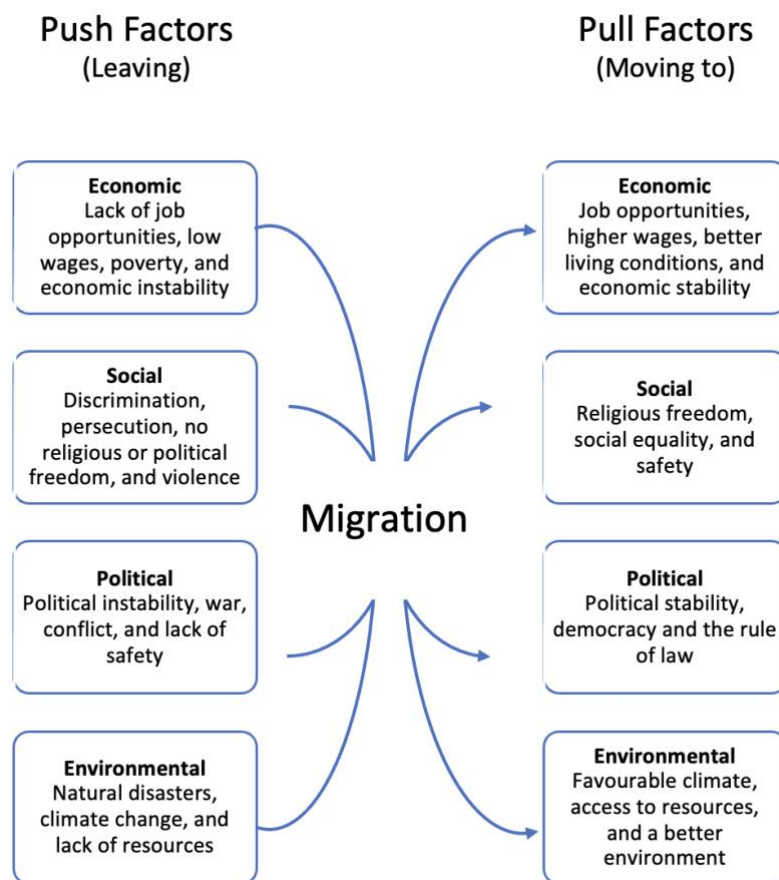 Push Factors
(Leaving)
Pull Factors
(Moving to)
Economic
Lack of job
opportunities, low
wages, poverty, and
economic instability
Economic
Job opportunities,
higher wages, better
living conditions, and
economic stability
Social
Discrimination,
persecution, no
religious or political
freedom, and violence
Social
Religious freedom,
social equality, and
safety
Migration
Political
Political instability, war,
conflict, and lack of
safety
Political
Political stability,
democracy and the rule
of law
Environmental
Natural disasters,
climate change, and
lack of resources
Environmental
Favourable climate,
access to resources,
and a better
environment